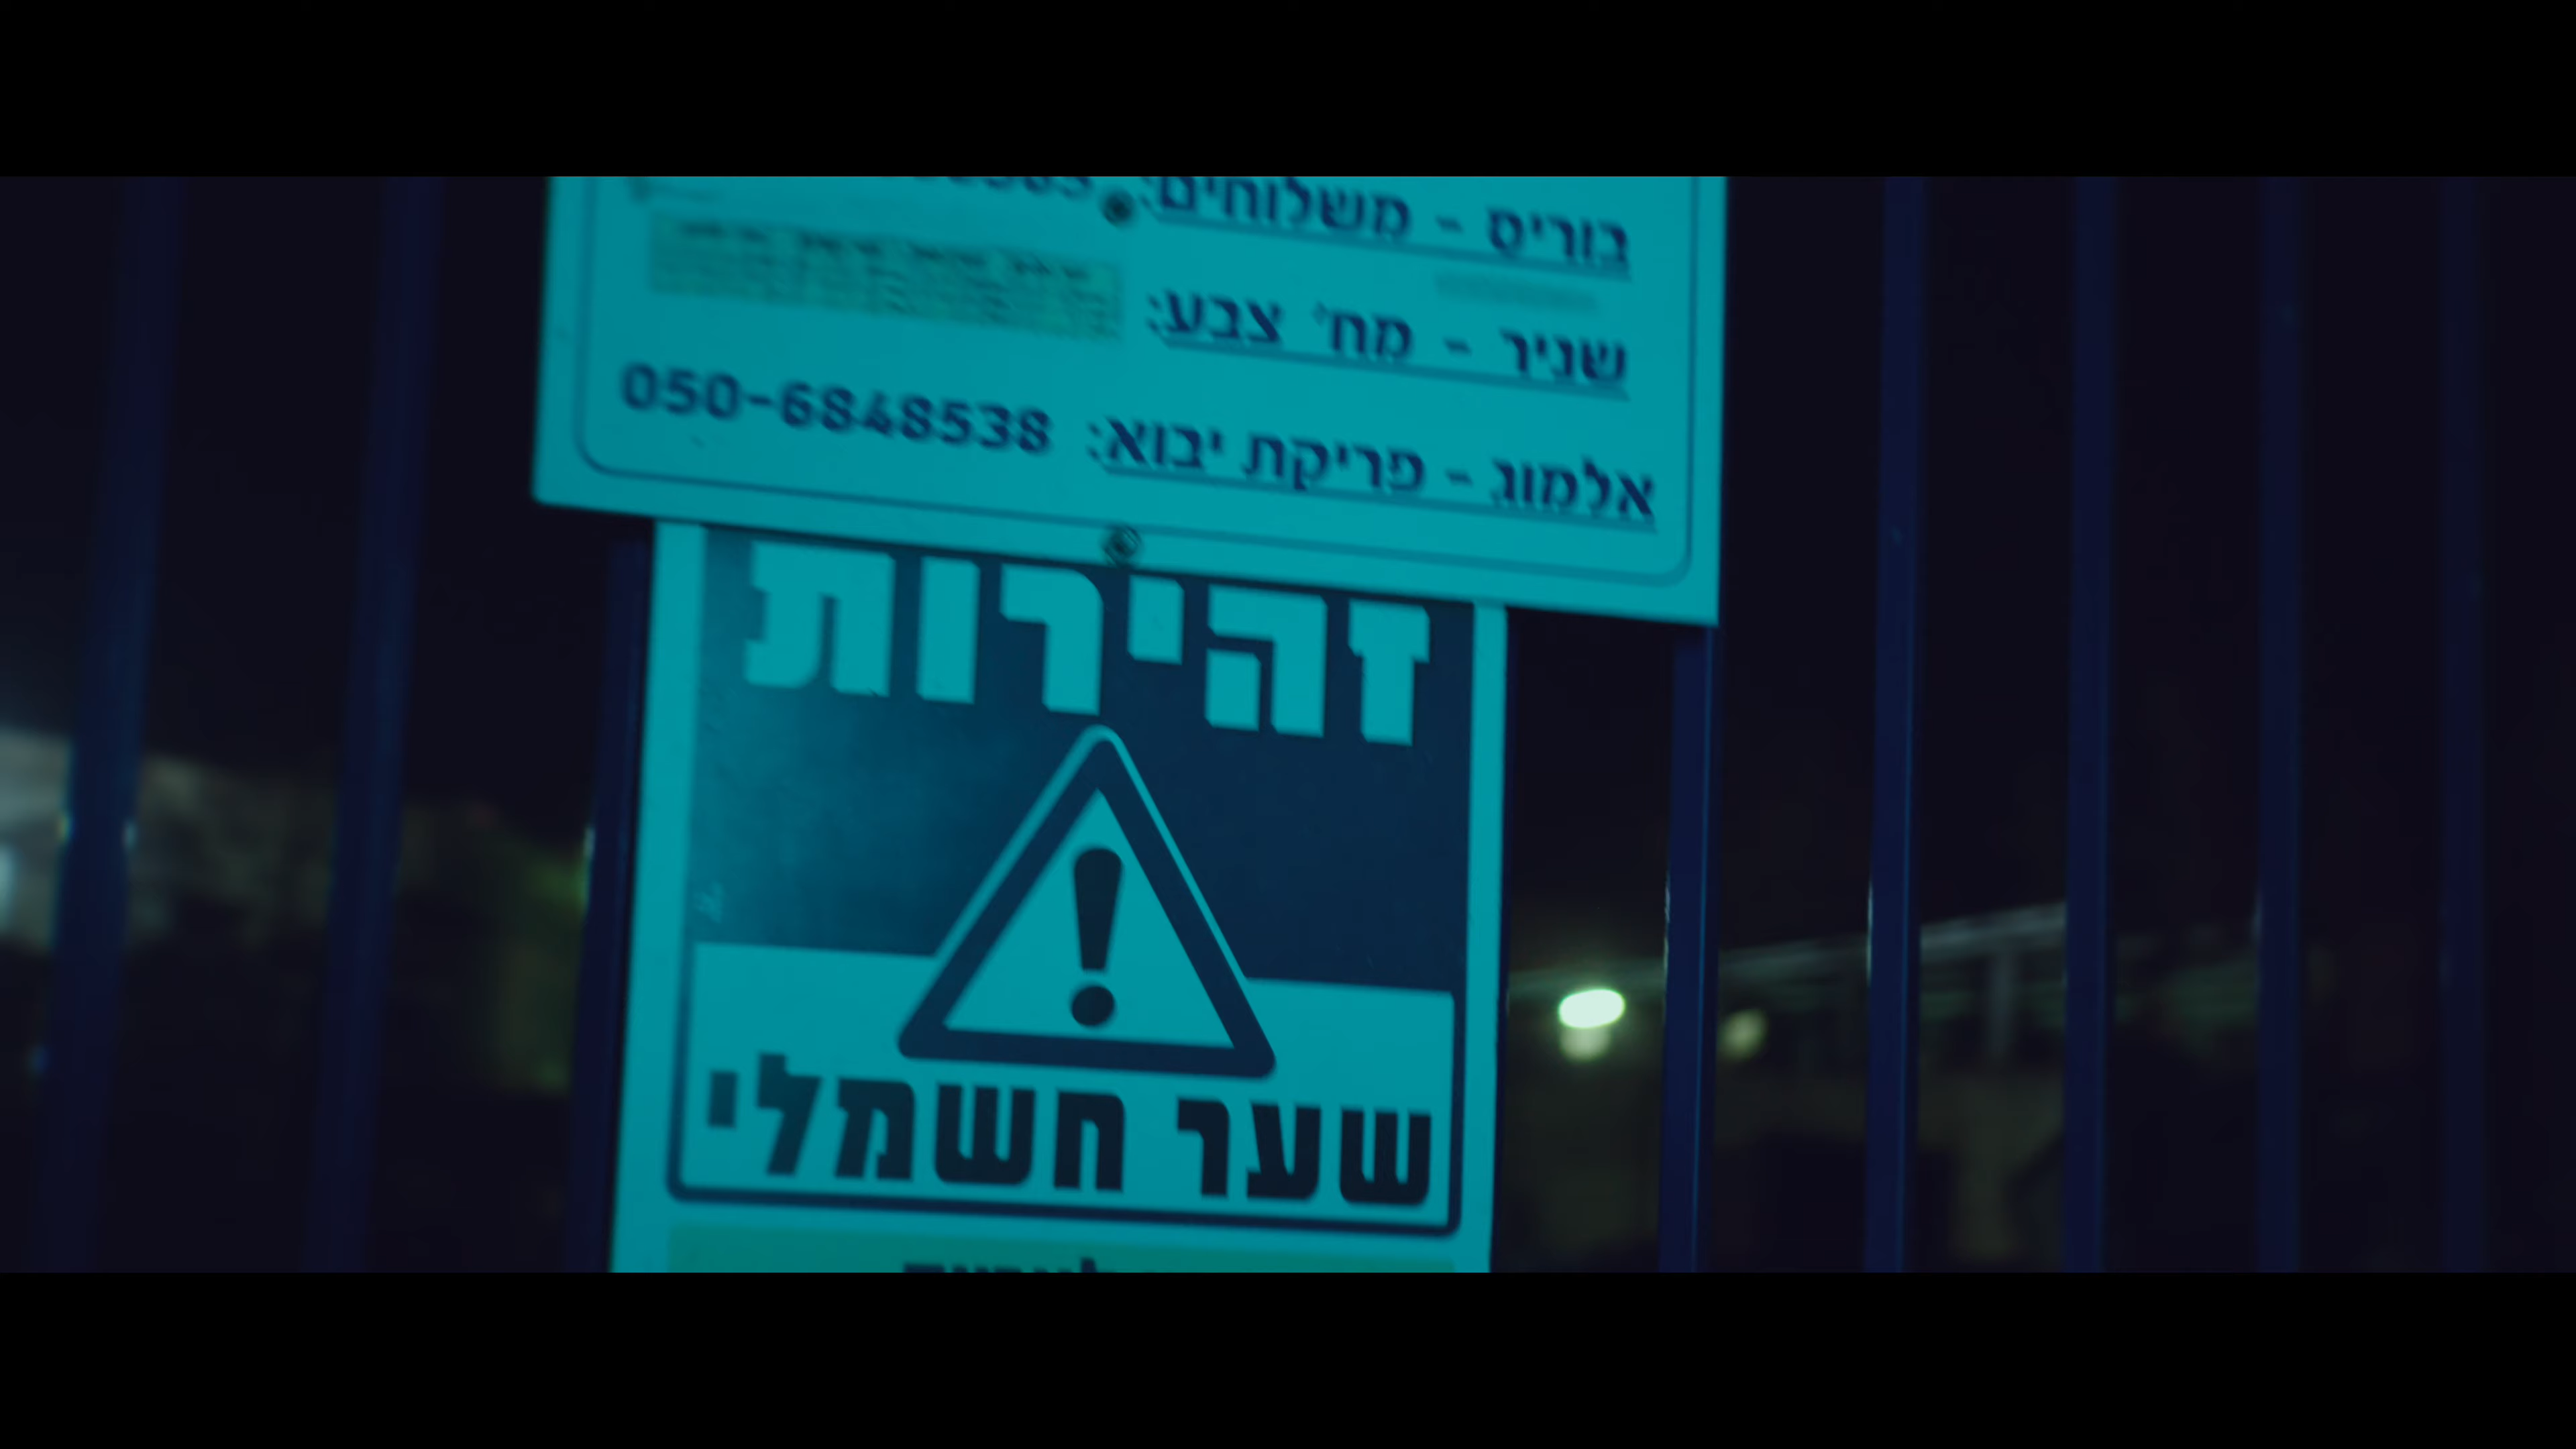 בוריס - משלוחים:
שניר - מח' צבע:
אלמוג - פריקת יבוא: 050-6848538
זהירות
שער חשמלי